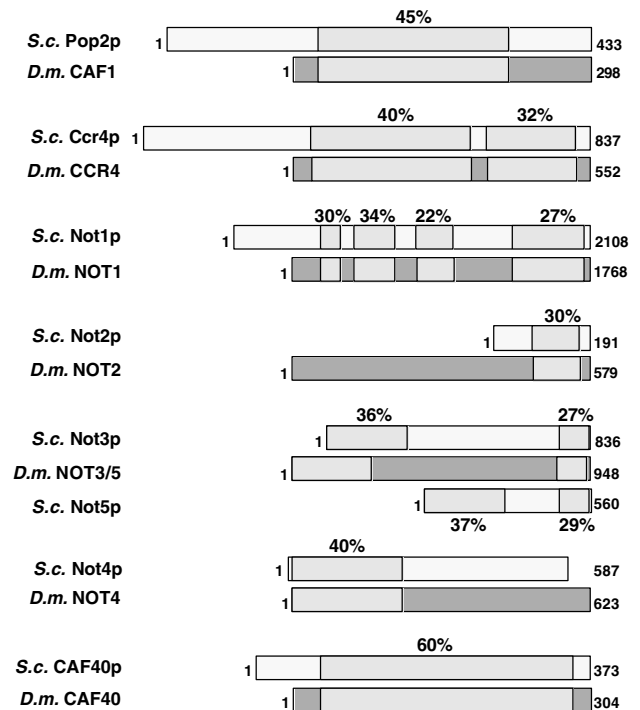 45%
S.c. Pop2p 1 433
D.m. CAF1 1 298
40% 32%
S.c. Ccr4p 1 837
D.m. CCR4 1 552
30% 34% 22% 27%
S.c. Not1p 1 2108
D.m. NOT1 1 1768
30%
S.c. Not2p 1 191
D.m. NOT2 1 579
36% 27%
S.c. Not3p 1 836
D.m. NOT3/5 1 948
S.c. Not5p 1 560
37% 29%
40%
S.c. Not4p 1 587
D.m. NOT4 1 623
60%
S.c. CAF40p 1 373
D.m. CAF40 1 304